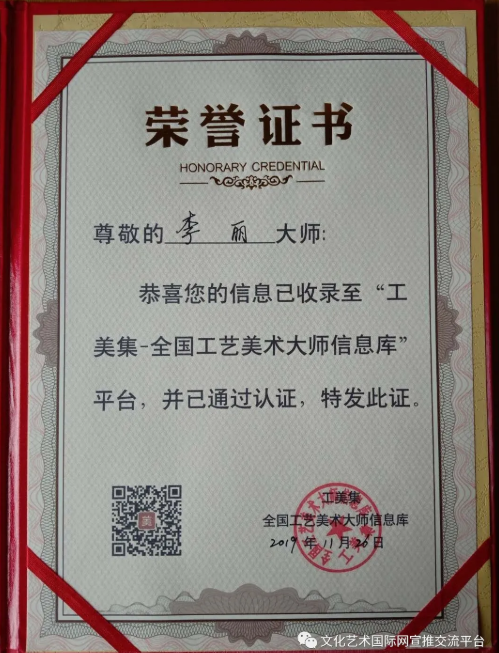 荣誉证书
HONORARY CREDENTIAL
尊敬的 李 丽 大师:
恭喜您的信息已收录至“工
美集-全国工艺美术大师信息库”
平台，并已通过认证，特发此证。
工美集
全国工艺美术大师信息库
2019年11月26日
文化艺术国际网宣推交流平台